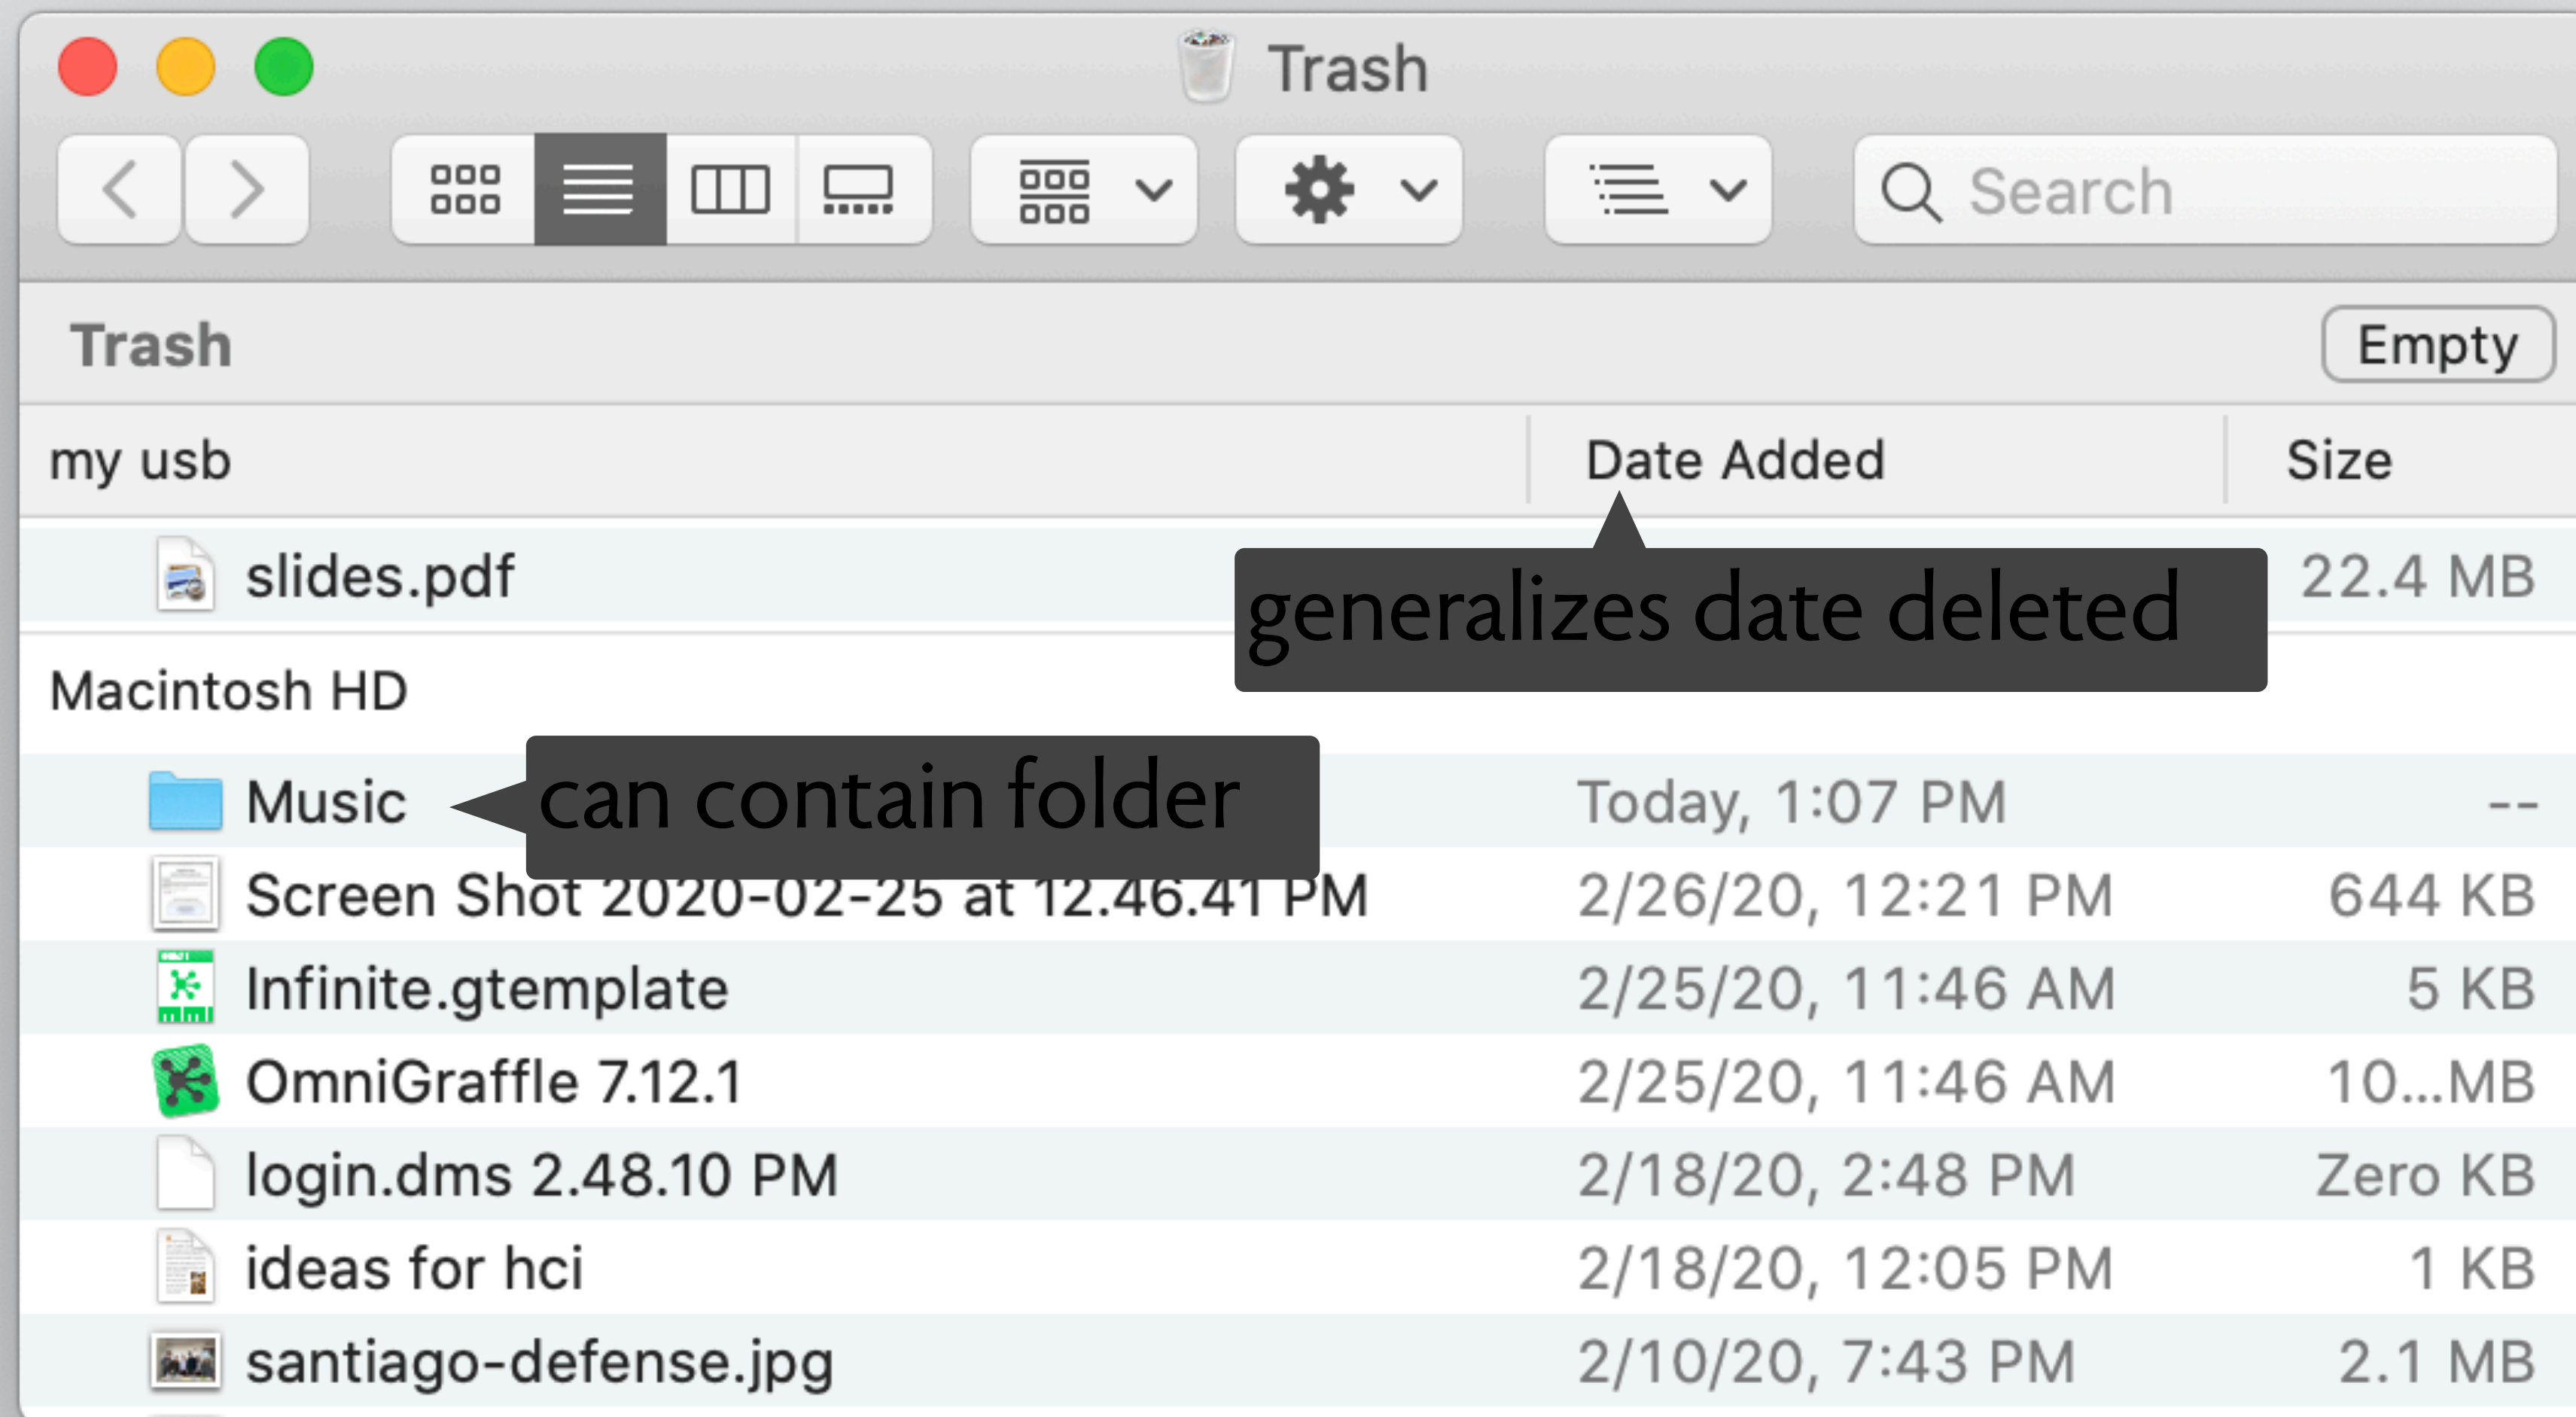 Trash
Search
Trash Empty
my usb Date Added Size
slides.pdf 22.4 MB
generalizes date deleted
Macintosh HD
Music Today, 1:07 PM --
can contain folder
Screen Shot 2020-02-25 at 12.46.41 PM 2/26/20, 12:21 PM 644 KB
Infinite.gtemplate 2/25/20, 11:46 AM 5 KB
OmniGraffle 7.12.1 2/25/20, 11:46 AM 10...MB
login.dms 2.48.10 PM 2/18/20, 2:48 PM Zero KB
ideas for hci 2/18/20, 12:05 PM 1 KB
santiago-defense.jpg 2/10/20, 7:43 PM 2.1 MB